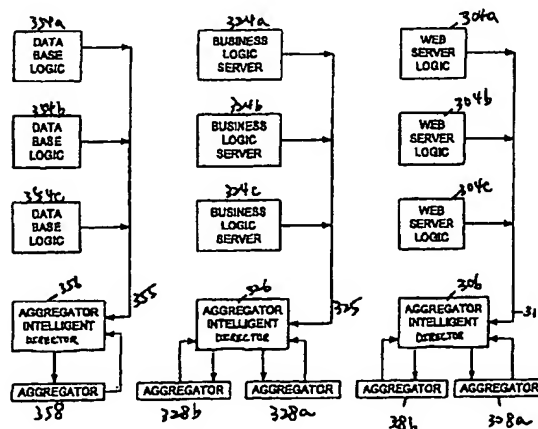 354a
324a
304a
DATA
BASE
LOGIC
BUSINESS
LOGIC
SERVER
WEB
SERVER
LOGIC
354b
324b
304b
DATA
BASE
LOGIC
BUSINESS
LOGIC
SERVER
WEB
SERVER
LOGIC
354c
324c
304c
DATA
BASE
LOGIC
BUSINESS
LOGIC
SERVER
WEB
SERVER
LOGIC
356
355
326
325
306
AGGREGATOR
INTELLIGENT
DIRECTOR
AGGREGATOR
INTELLIGENT
DIRECTOR
AGGREGATOR
INTELLIGENT
DIRECTOR
AGGREGATOR
AGGREGATOR
AGGREGATOR
AGGREGATOR
AGGREGATOR
358
328b
328a
38b